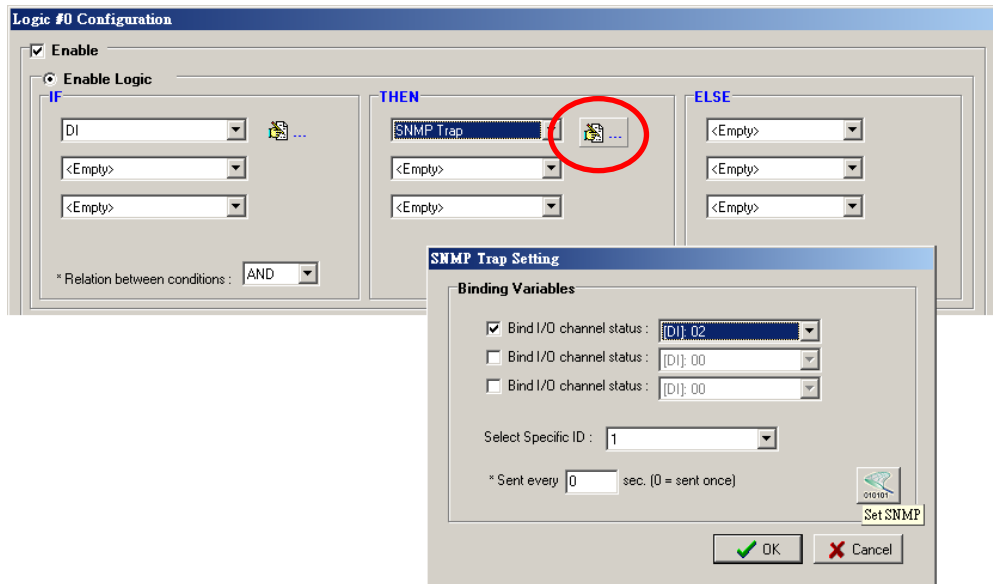 Logic #0 Configuration
Enable
Enable Logic
IF
THEN
ELSE
DI
...
SNMP Trap
...
<Empty>
<Empty>
<Empty>
<Empty>
<Empty>
<Empty>
<Empty>
* Relation between conditions :
AND
SNMP Trap Setting
Binding Variables
Bind I/O channel status :
[DI]: 02
Bind I/O channel status :
[DI]: 00
Bind I/O channel status :
[DI]: 00
Select Specific ID :
1
* Sent every
0
sec. (0 = sent once)
010101
Set SNMP
OK
Cancel